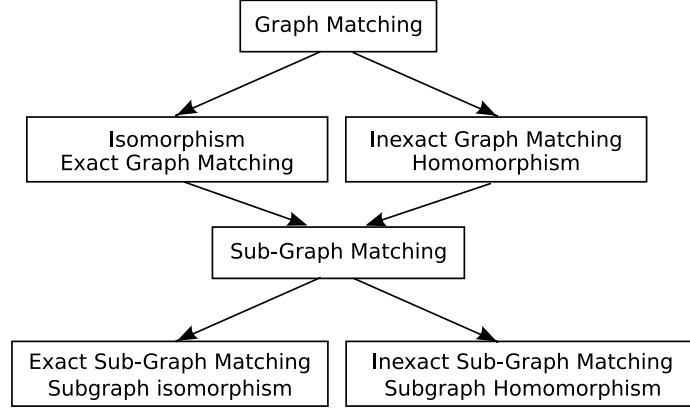 Graph Matching
Isomorphism
Exact Graph Matching
Inexact Graph Matching
Homomorphism
Sub-Graph Matching
Exact Sub-Graph Matching
Subgraph isomorphism
Inexact Sub-Graph Matching
Subgraph Homomorphism